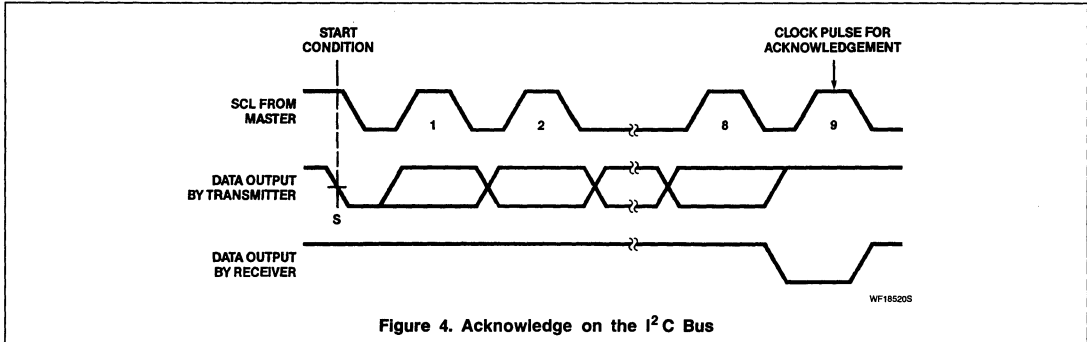 START
CONDITION
CLOCK PULSE FOR
ACKNOWLEDGEMENT
SCL FROM
MASTER
1
2
8
9
DATA OUTPUT
BY TRANSMITTER
S
DATA OUTPUT
BY RECEIVER
WF18520S
Figure 4. Acknowledge on the I²C Bus